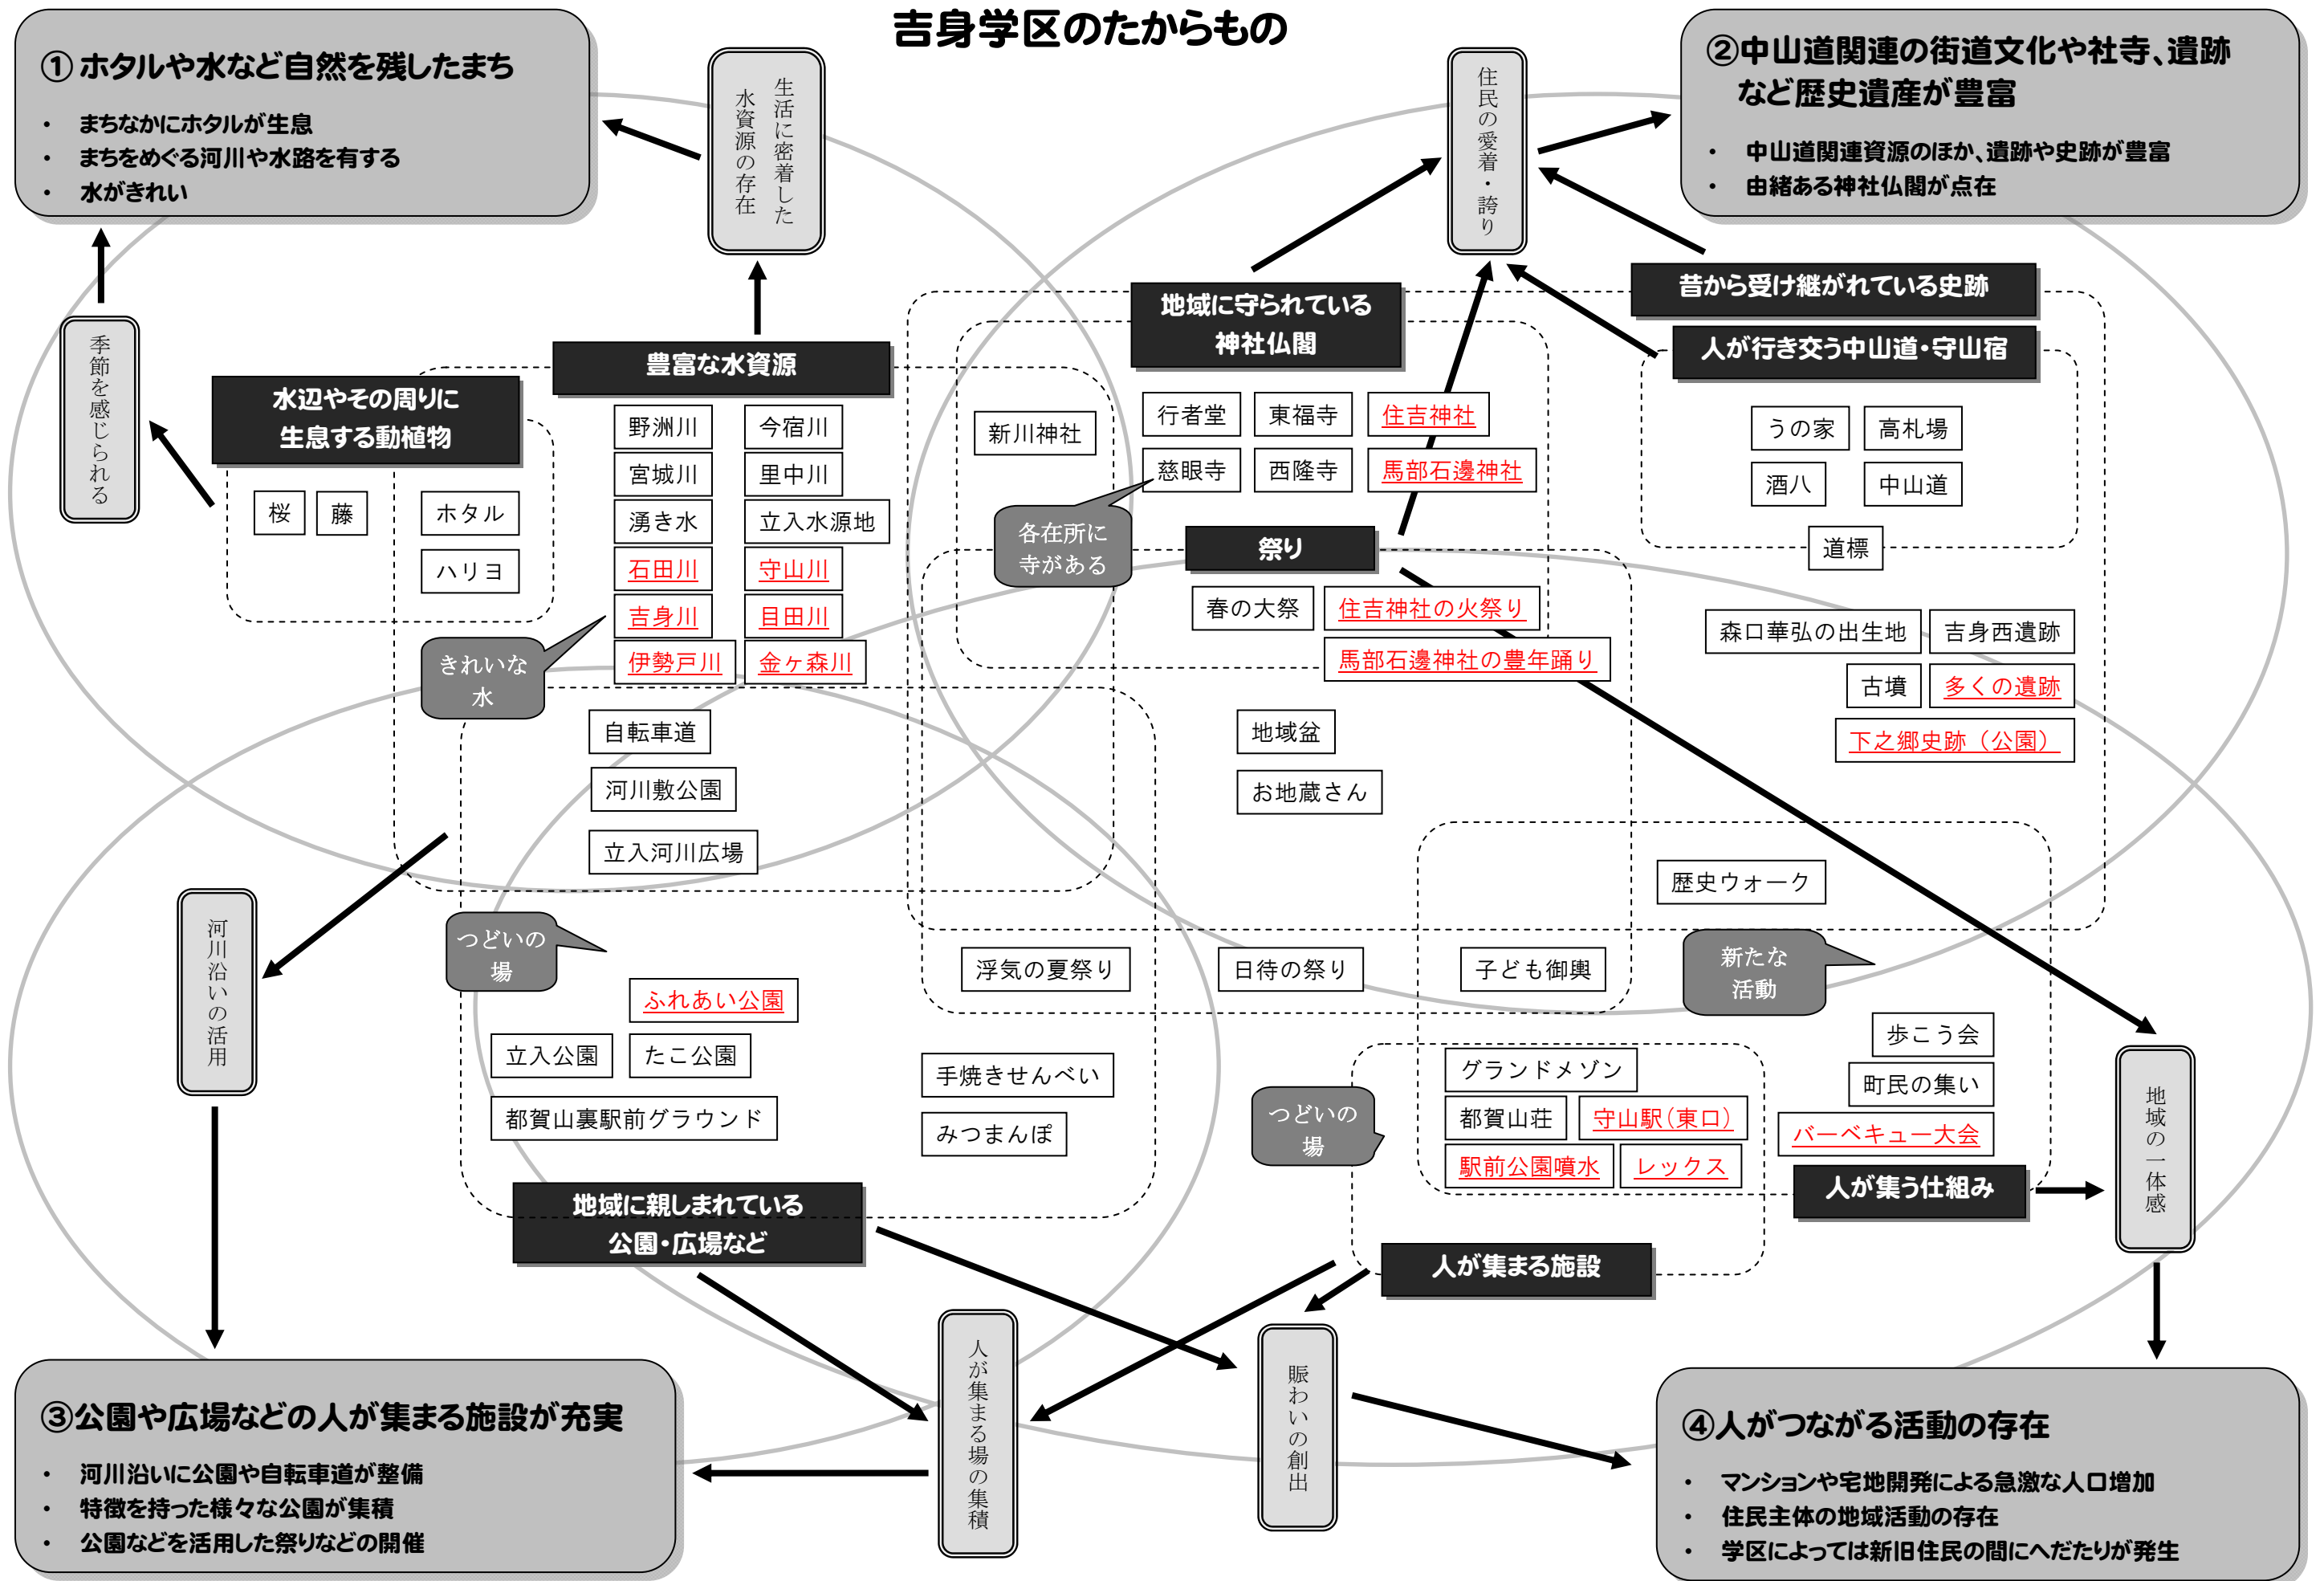 吉身学区のたからもの
① ホタルや水など自然を残したまち
・ まちなかにホタルが生息
・ まちをめぐる河川や水路を有する
・ 水がきれい
生活に密着した
水資源の存在
住民の愛着・誇り
②中山道関連の街道文化や社寺、遺跡
など歴史遺産が豊富
・ 中山道関連資源のほか、遺跡や史跡が豊富
・ 由緒ある神社仏閣が点在
季節を感じられる
水辺やその周りに
生息する動植物
桜
藤
ホタル
ハリヨ
豊富な水資源
野洲川
今宿川
宮城川
里中川
湧き水
立入水源地
石田川
守山川
吉身川
目田川
伊勢戸川
金ヶ森川
きれいな
水
自転車道
河川敷公園
立入河川広場
地域に守られている
神社仏閣
新川神社
行者堂
東福寺
住吉神社
慈眼寺
西隆寺
馬部石邊神社
各在所に
寺がある
祭り
春の大祭
住吉神社の火祭り
馬部石邊神社の豊年踊り
地域盆
お地蔵さん
浮気の夏祭り
日待の祭り
子ども御輿
昔から受け継がれている史跡
人が行き交う中山道・守山宿
うの家
高札場
酒八
中山道
道標
森口華弘の出生地
吉身西遺跡
古墳
多くの遺跡
下之郷史跡（公園）
歴史ウォーク
新たな
活動
歩こう会
町民の集い
バーベキュー大会
人が集う仕組み
地域の一体感
河川沿いの活用
つどいの
場
ふれあい公園
立入公園
たこ公園
都賀山裏駅前グラウンド
手焼きせんべい
みつまんぽ
地域に親しまれている
公園・広場など
つどいの
場
グランドメゾン
都賀山荘
守山駅（東口）
駅前公園噴水
レックス
人が集まる施設
人が集まる場の集積
賑わいの創出
③公園や広場などの人が集まる施設が充実
・ 河川沿いに公園や自転車道が整備
・ 特徴を持った様々な公園が集積
・ 公園などを活用した祭りなどの開催
④人がつながる活動の存在
・ マンションや宅地開発による急激な人口増加
・ 住民主体の地域活動の存在
・ 学区によっては新旧住民の間にへだたりが発生